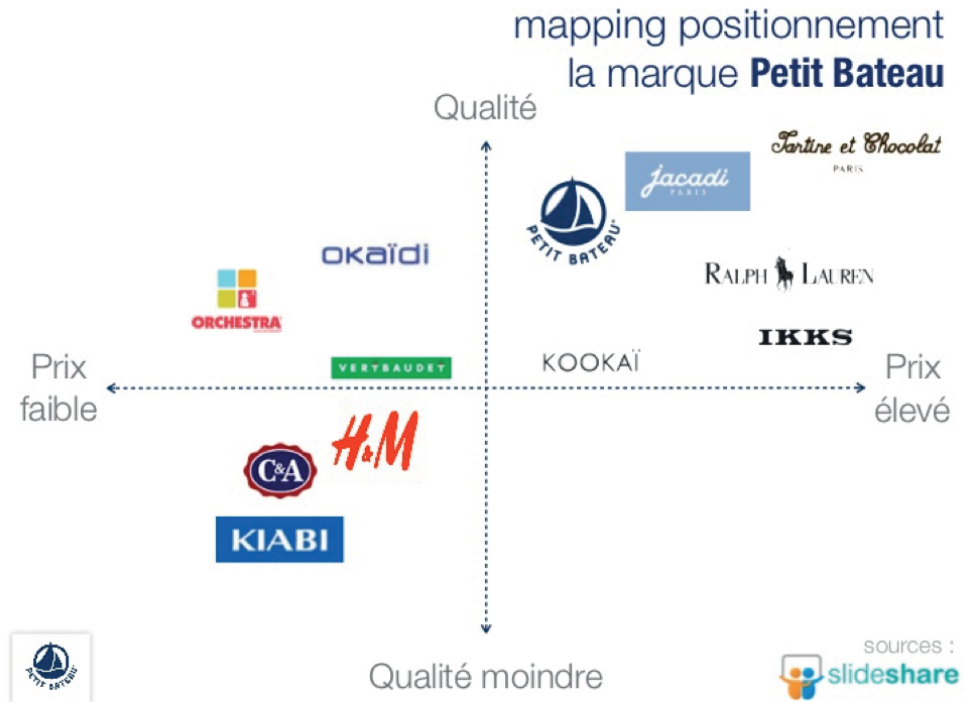 mapping positionnement
la marque Petit Bateau
Qualité
Tartine et Chocolat
PARIS
jacadi
PARIS
PETIT BATEAU
OKAÏDI
RALPH LAUREN
ORCHESTRA
IKKS
KOOKAÏ
VERTBAUDET
Prix
faible
Prix
élevé
H&M
C&A
KIABI
PETIT BATEAU
Qualité moindre
sources :
slideshare